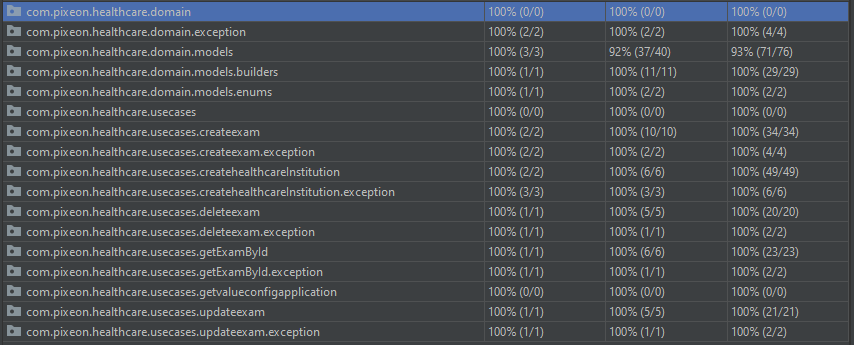 com.pixeon.healthcare.domain 100% (0/0) 100% (0/0) 100% (0/0)
com.pixeon.healthcare.domain.exception 100% (2/2) 100% (2/2) 100% (4/4)
com.pixeon.healthcare.domain.models 100% (3/3) 92% (37/40) 93% (71/76)
com.pixeon.healthcare.domain.models.builders 100% (1/1) 100% (11/11) 100% (29/29)
com.pixeon.healthcare.domain.models.enums 100% (1/1) 100% (2/2) 100% (2/2)
com.pixeon.healthcare.usecases 100% (0/0) 100% (0/0) 100% (0/0)
com.pixeon.healthcare.usecases.createexam 100% (2/2) 100% (10/10) 100% (34/34)
com.pixeon.healthcare.usecases.createexam.exception 100% (2/2) 100% (2/2) 100% (4/4)
com.pixeon.healthcare.usecases.createhealthcareInstitution 100% (2/2) 100% (6/6) 100% (49/49)
com.pixeon.healthcare.usecases.createhealthcareInstitution.exception 100% (3/3) 100% (3/3) 100% (6/6)
com.pixeon.healthcare.usecases.deleteexam 100% (1/1) 100% (5/5) 100% (20/20)
com.pixeon.healthcare.usecases.deleteexam.exception 100% (1/1) 100% (1/1) 100% (2/2)
com.pixeon.healthcare.usecases.getExamById 100% (1/1) 100% (6/6) 100% (23/23)
com.pixeon.healthcare.usecases.getExamById.exception 100% (1/1) 100% (1/1) 100% (2/2)
com.pixeon.healthcare.usecases.getvalueconfigapplication 100% (0/0) 100% (0/0) 100% (0/0)
com.pixeon.healthcare.usecases.updateexam 100% (1/1) 100% (5/5) 100% (21/21)
com.pixeon.healthcare.usecases.updateexam.exception 100% (1/1) 100% (1/1) 100% (2/2)